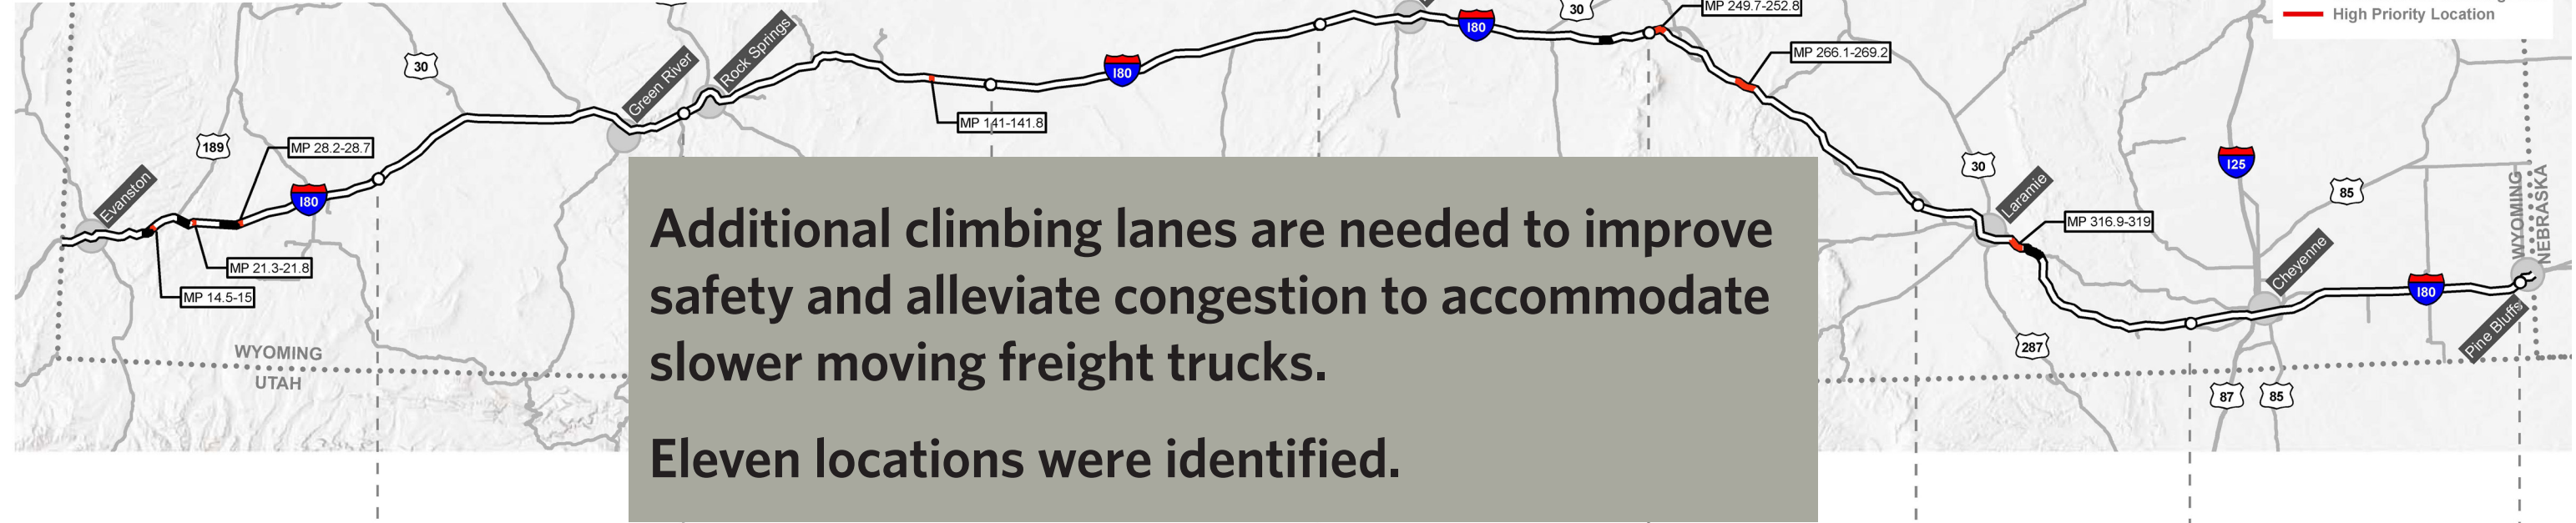 30
MP 249.7-252.8
High Priority Location
I80
MP 266.1-269.2
30
Green River
Rock Springs
I80
MP 141-141.8
189
MP 28.2-28.7
I80
Evanston
MP 21.3-21.8
MP 14.5-15
WYOMING
UTAH
30
Laramie
MP 316.9-319
I25
85
WYOMING
NEBRASKA
Cheyenne
I80
Pine Bluffs
287
87
85
Additional climbing lanes are needed to improve
safety and alleviate congestion to accommodate
slower moving freight trucks.
Eleven locations were identified.